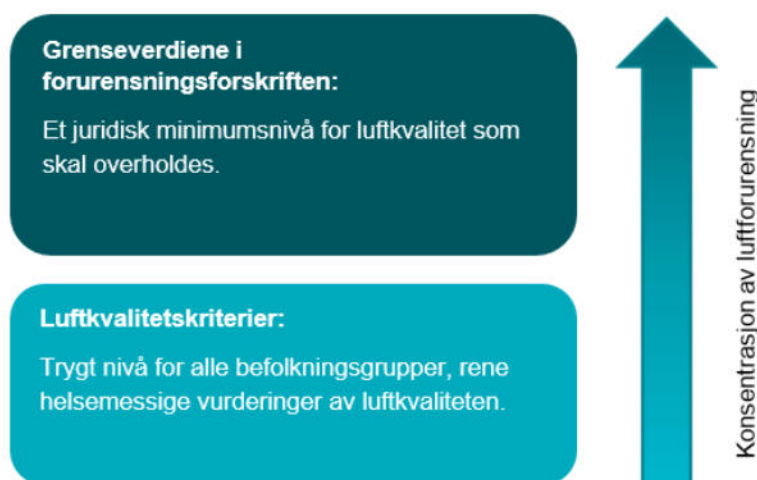 Grenseverdiene i
forurensningsforskriften:
Et juridisk minimumsnivå for luftkvalitet som
skal overholdes.
Luftkvalitetskriterier:
Trygt nivå for alle befolkningsgrupper, rene
helsemessige vurderinger av luftkvaliteten.
Konsentrasjon av luftforurensning